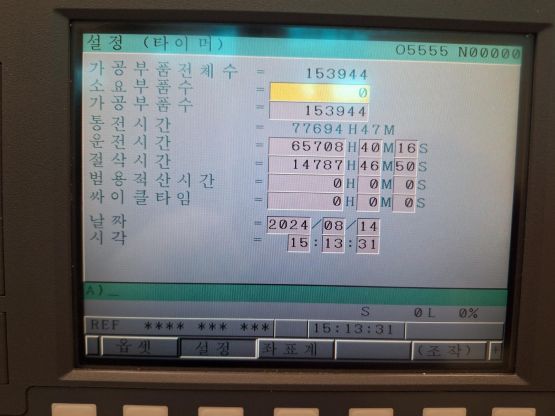 설정 (타이머) O5555 N00000
가공부품전체수 = 153944
소요부품수 = 0
가공부품수 = 153944
통전시간 = 77694H47M
운전시간 = 65708H40M16S
절삭시간 = 14787H46M50S
범용적산시간 = 0H 0M 0S
싸이클타임 = 0H 0M 0S
날짜 = 2024/08/14
시각 = 15:13:31
A)_
S 0L 0%
REF **** *** *** 15:13:31
옵셋 설정 좌표계 (조작) +